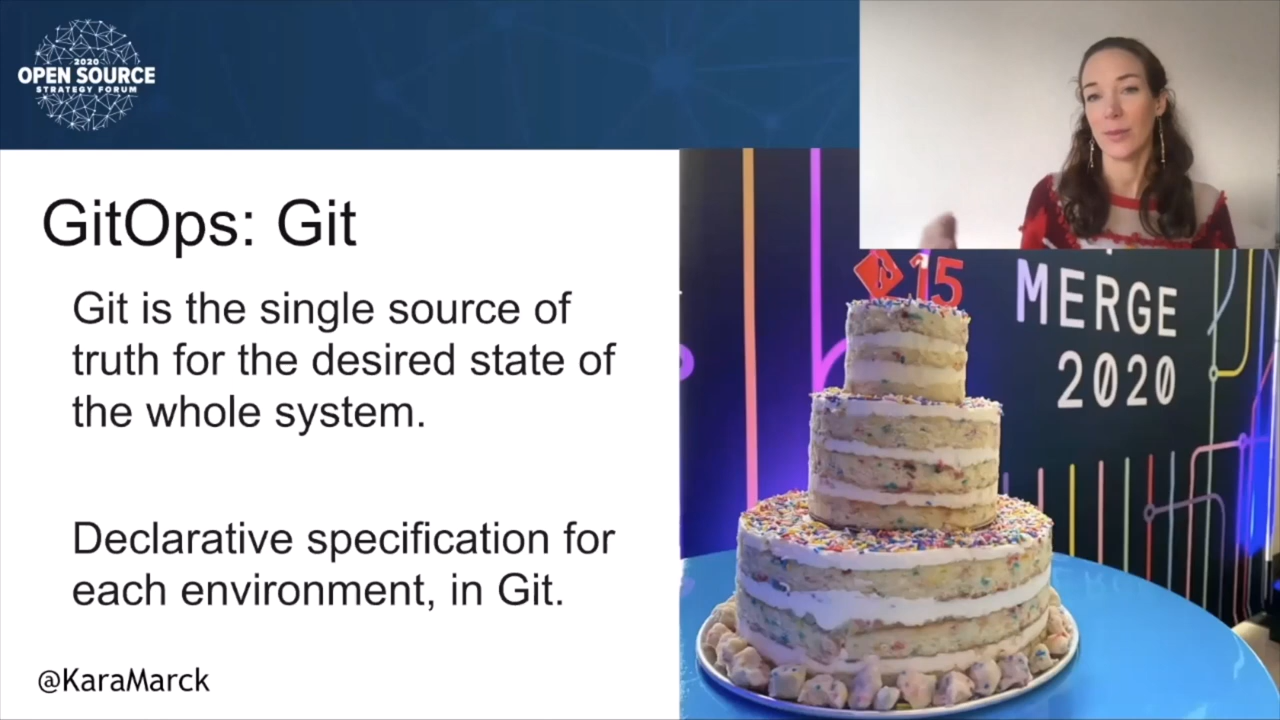 2020
OPEN SOURCE
STRATEGY FORUM
GitOps: Git
Git is the single source of
truth for the desired state of
the whole system.
Declarative specification for
each environment, in Git.
@KaraMarck
15
MERGE
2020